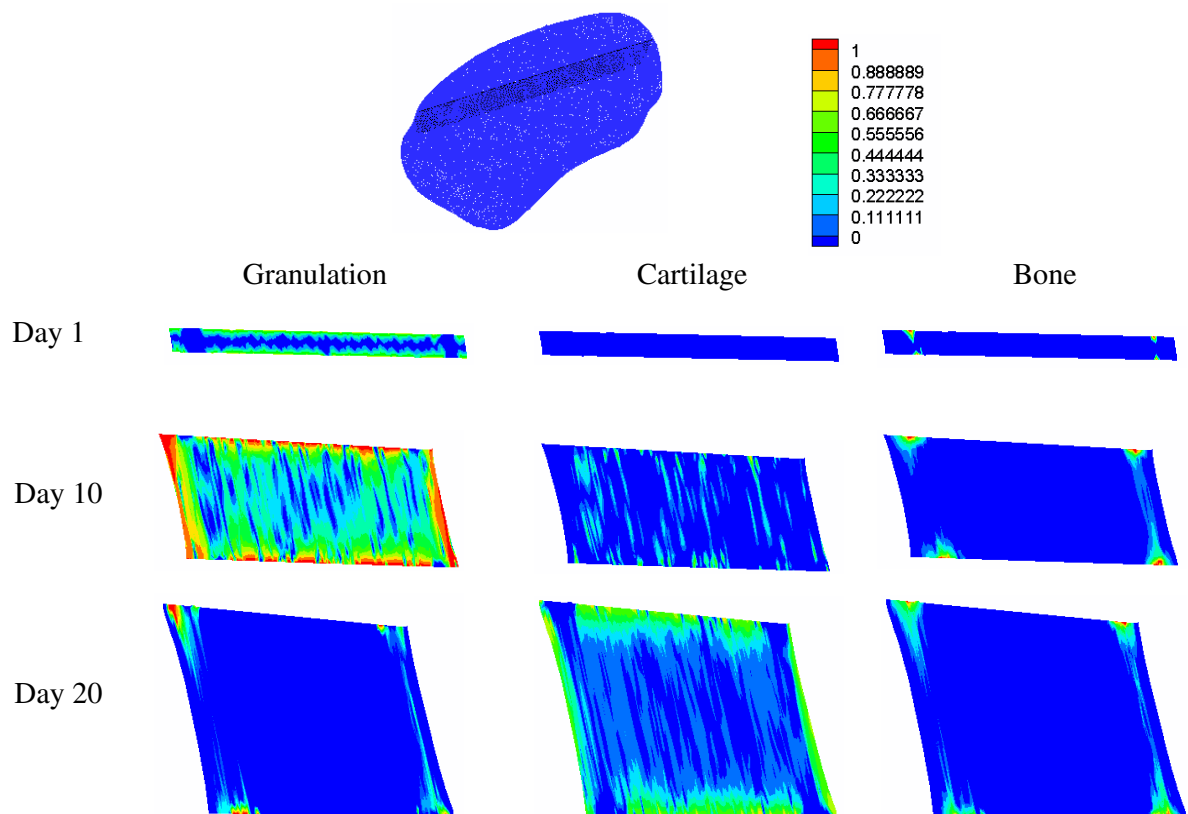 1
0.888889
0.777778
0.666667
0.555556
0.444444
0.333333
0.222222
0.111111
0
Granulation Cartilage Bone
Day 1
Day 10
Day 20